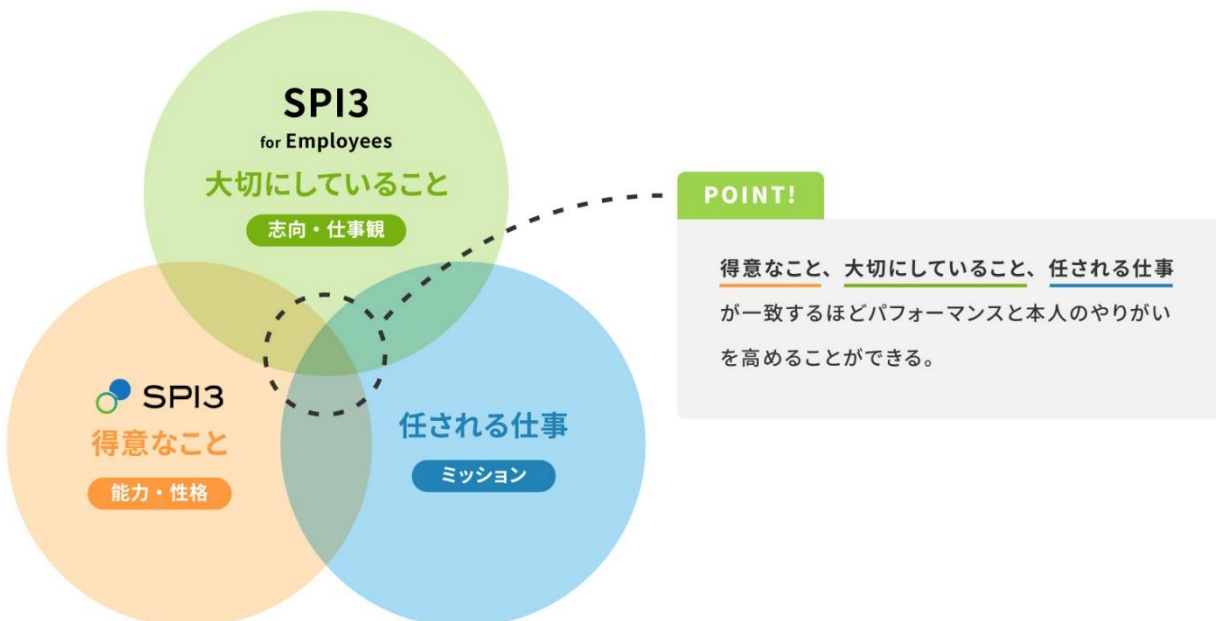 SPI3
for Employees
大切にしていること
志向・仕事観
SPI3
得意なこと
能力・性格
任される仕事
ミッション
POINT!
得意なこと、大切にしていること、任される仕事
が一致するほどパフォーマンスと本人のやりがい
を高めることができる。